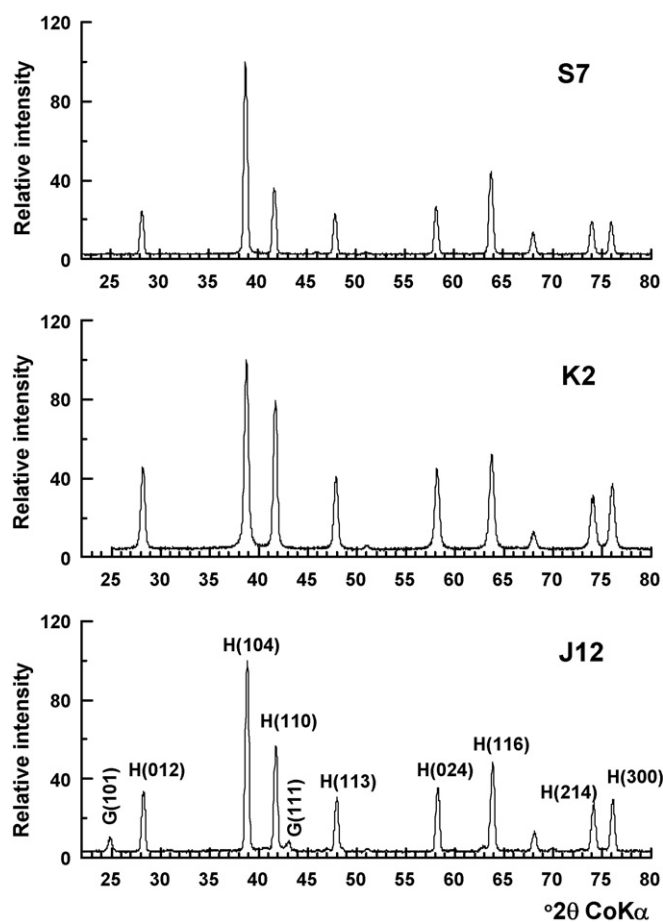 120
S7
Relative intensity
80
40
0
25 30 35 40 45 50 55 60 65 70 75 80
120
K2
Relative intensity
80
40
0
25 30 35 40 45 50 55 60 65 70 75 80
120
H(104)
J12
Relative intensity
80
H(110)
H(116)
40
G(101)
H(012)
G(111)
H(113)
H(024)
H(214)
H(300)
0
25 30 35 40 45 50 55 60 65 70 75 80
°2θ CoKα